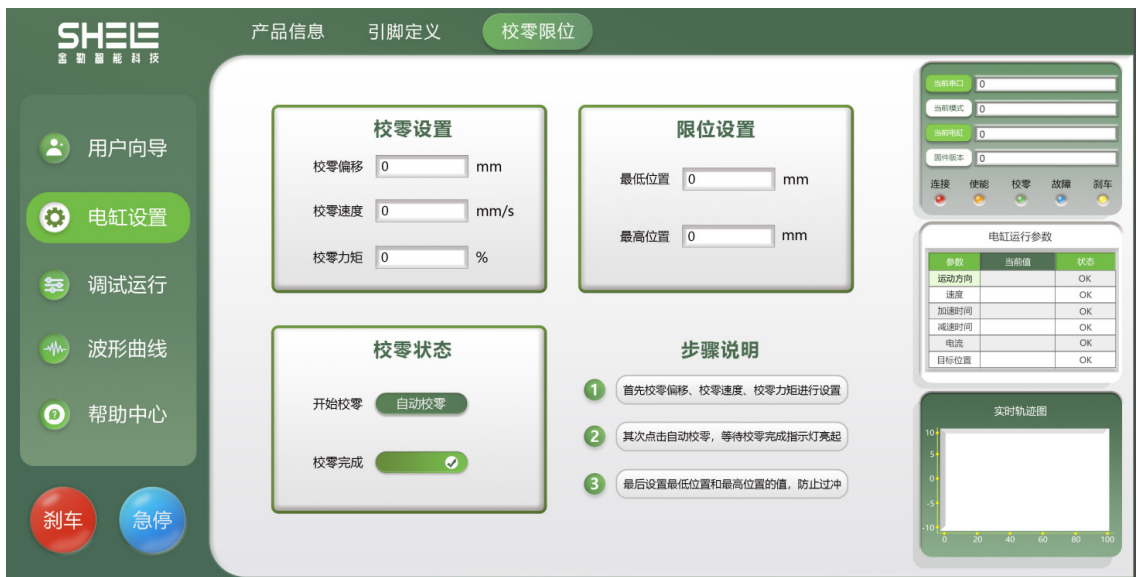 SHELE
舍勒智能科技
产品信息 引脚定义 校零限位
用户向导
电缸设置
调试运行
波形曲线
帮助中心
刹车 急停
校零设置
校零偏移 0 mm
校零速度 0 mm/s
校零力矩 0 %
限位设置
最低位置 0 mm
最高位置 0 mm
校零状态
开始校零 自动校零
校零完成
步骤说明
1 首先校零偏移、校零速度、校零力矩进行设置
2 其次点击自动校零，等待校零完成指示灯亮起
3 最后设置最低位置和最高位置的值，防止过冲
当前串口 0
当前模式 0
当前电缸 0
固件版本 0
连接 使能 校零 故障 刹车
电缸运行参数
参数 当前值 状态
运动方向 OK
速度 OK
加速时间 OK
减速时间 OK
电流 OK
目标位置 OK
实时轨迹图
10
5
0
-5
-10
0 20 40 60 80 100